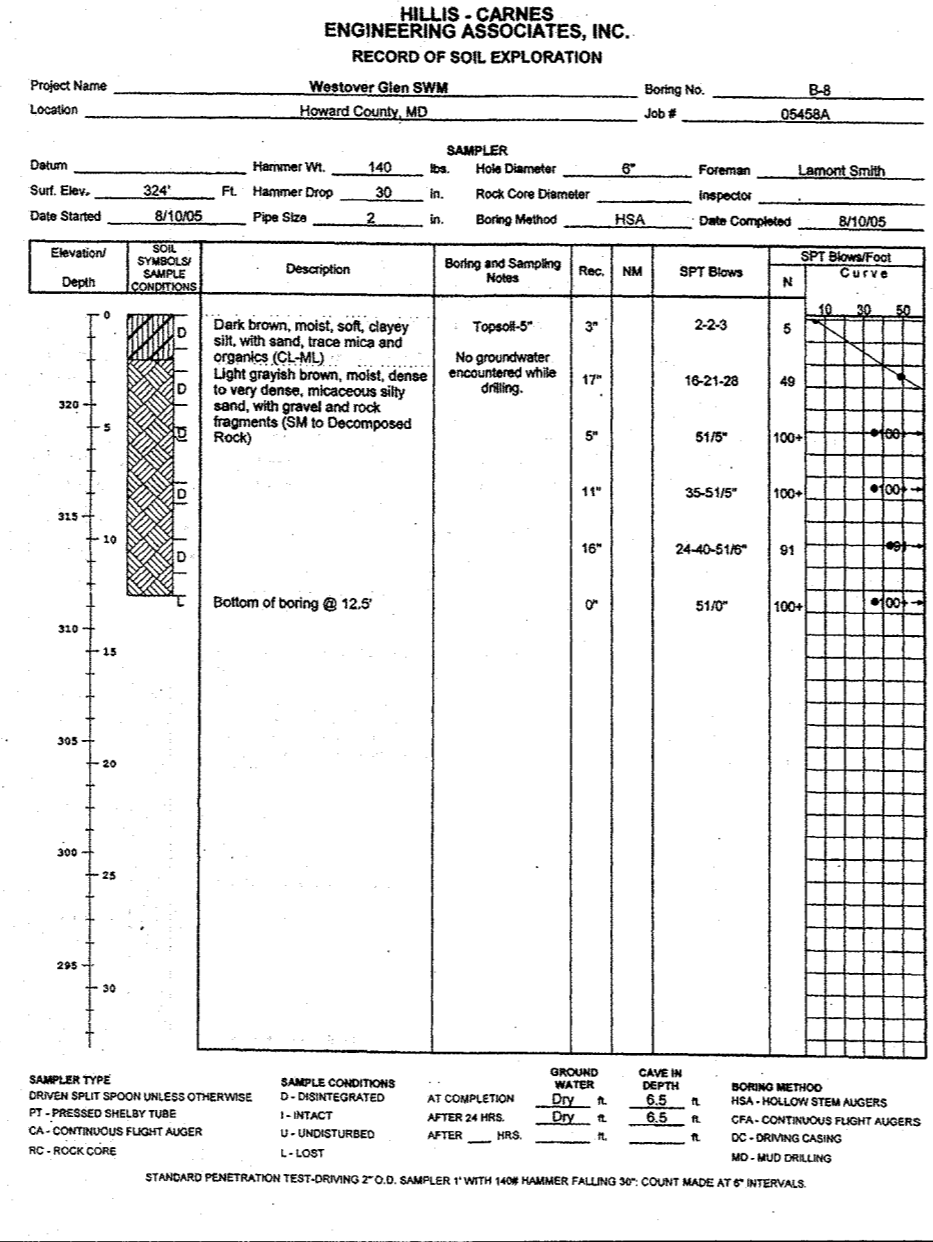 HILLIS - CARNES
ENGINEERING ASSOCIATES, INC.
RECORD OF SOIL EXPLORATION
Project Name Westover Glen SWM Boring No. B-8
Location Howard County, MD Job # 05458A
SAMPLER
Datum Hammer Wt. 140 lbs. Hole Diameter 6" Foreman Lamont Smith
Surf. Elev. 324' Ft. Hammer Drop 30 in. Rock Core Diameter Inspector
Date Started 8/10/05 Pipe Size 2 in. Boring Method HSA Date Completed 8/10/05
Elevation/ Depth
SOIL SYMBOLS/ SAMPLE CONDITIONS
Description
Boring and Sampling Notes
Rec.
NM
SPT Blows
SPT Blows/Foot
N
Curve
10 30 50
0
D
Dark brown, moist, soft, clayey
silt, with sand, trace mica and
organics (CL-ML)
Topsoil-5"
3"
2-2-3
5
Light grayish brown, moist, dense
to very dense, micaceous silty
sand, with gravel and rock
fragments (SM to Decomposed
Rock)
No groundwater
encountered while
drilling.
D
17"
16-21-28
49
320
5
D
5"
51/5"
100+
100+
D
11"
35-51/5"
100+
100+
315
10
D
16"
24-40-51/6"
91
91
L
Bottom of boring @ 12.5'
0"
51/0"
100+
100+
310
15
305
20
300
25
295
30
SAMPLER TYPE
DRIVEN SPLIT SPOON UNLESS OTHERWISE
PT - PRESSED SHELBY TUBE
CA - CONTINUOUS FLIGHT AUGER
RC - ROCK CORE
SAMPLE CONDITIONS
D - DISINTEGRATED
I - INTACT
U - UNDISTURBED
L - LOST
GROUND WATER CAVE IN DEPTH
AT COMPLETION Dry ft. 6.5 ft.
AFTER 24 HRS. Dry ft. 6.5 ft.
AFTER ___ HRS. ft. ft.
BORING METHOD
HSA - HOLLOW STEM AUGERS
CFA - CONTINUOUS FLIGHT AUGERS
DC - DRIVING CASING
MD - MUD DRILLING
STANDARD PENETRATION TEST-DRIVING 2" O.D. SAMPLER 1' WITH 140# HAMMER FALLING 30": COUNT MADE AT 6" INTERVALS.